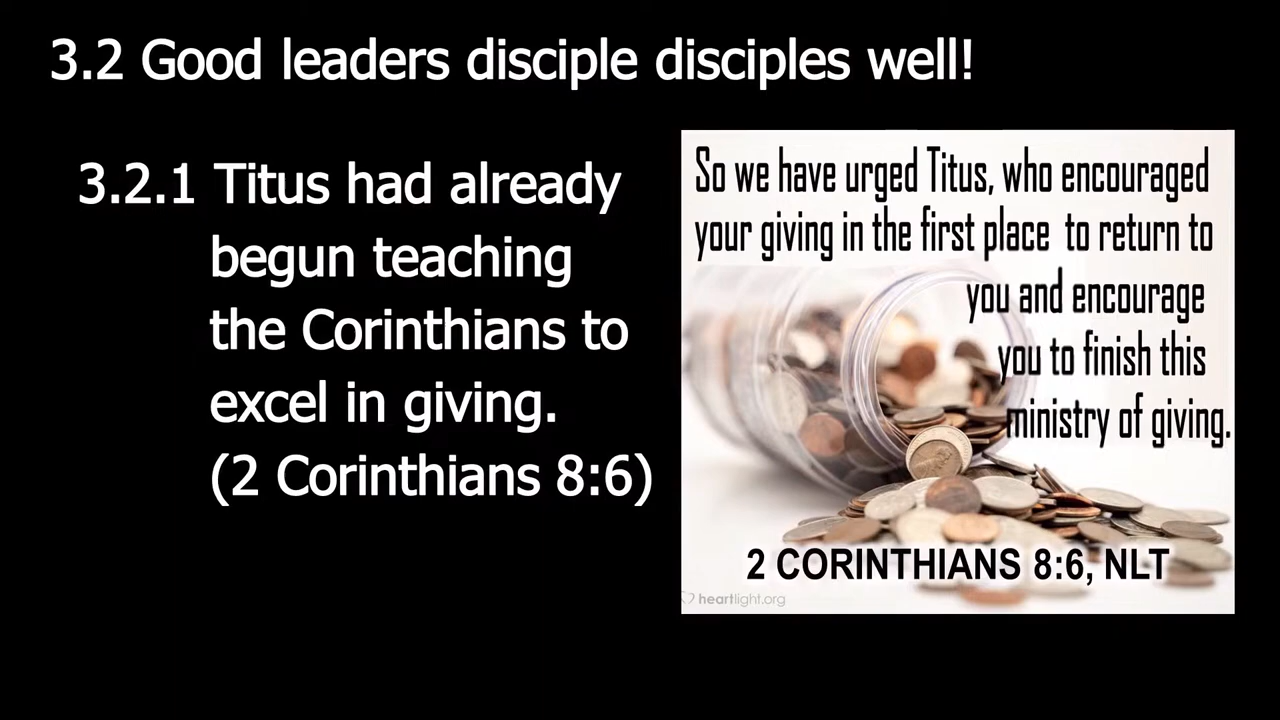 3.2 Good leaders disciple disciples well!
3.2.1 Titus had already
begun teaching
the Corinthians to
excel in giving.
(2 Corinthians 8:6)
So we have urged Titus, who encouraged
your giving in the first place to return to
you and encourage
you to finish this
ministry of giving.
2 CORINTHIANS 8:6, NLT
heartlight.org